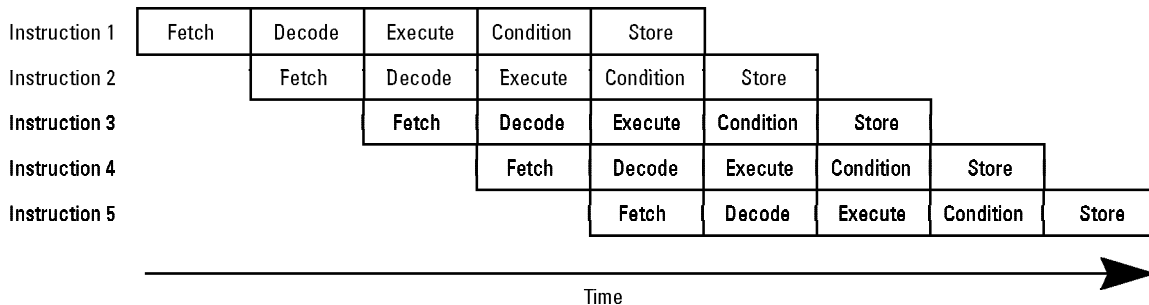 Instruction 1 Fetch Decode Execute Condition Store
Instruction 2 Fetch Decode Execute Condition Store
Instruction 3 Fetch Decode Execute Condition Store
Instruction 4 Fetch Decode Execute Condition Store
Instruction 5 Fetch Decode Execute Condition Store
Time